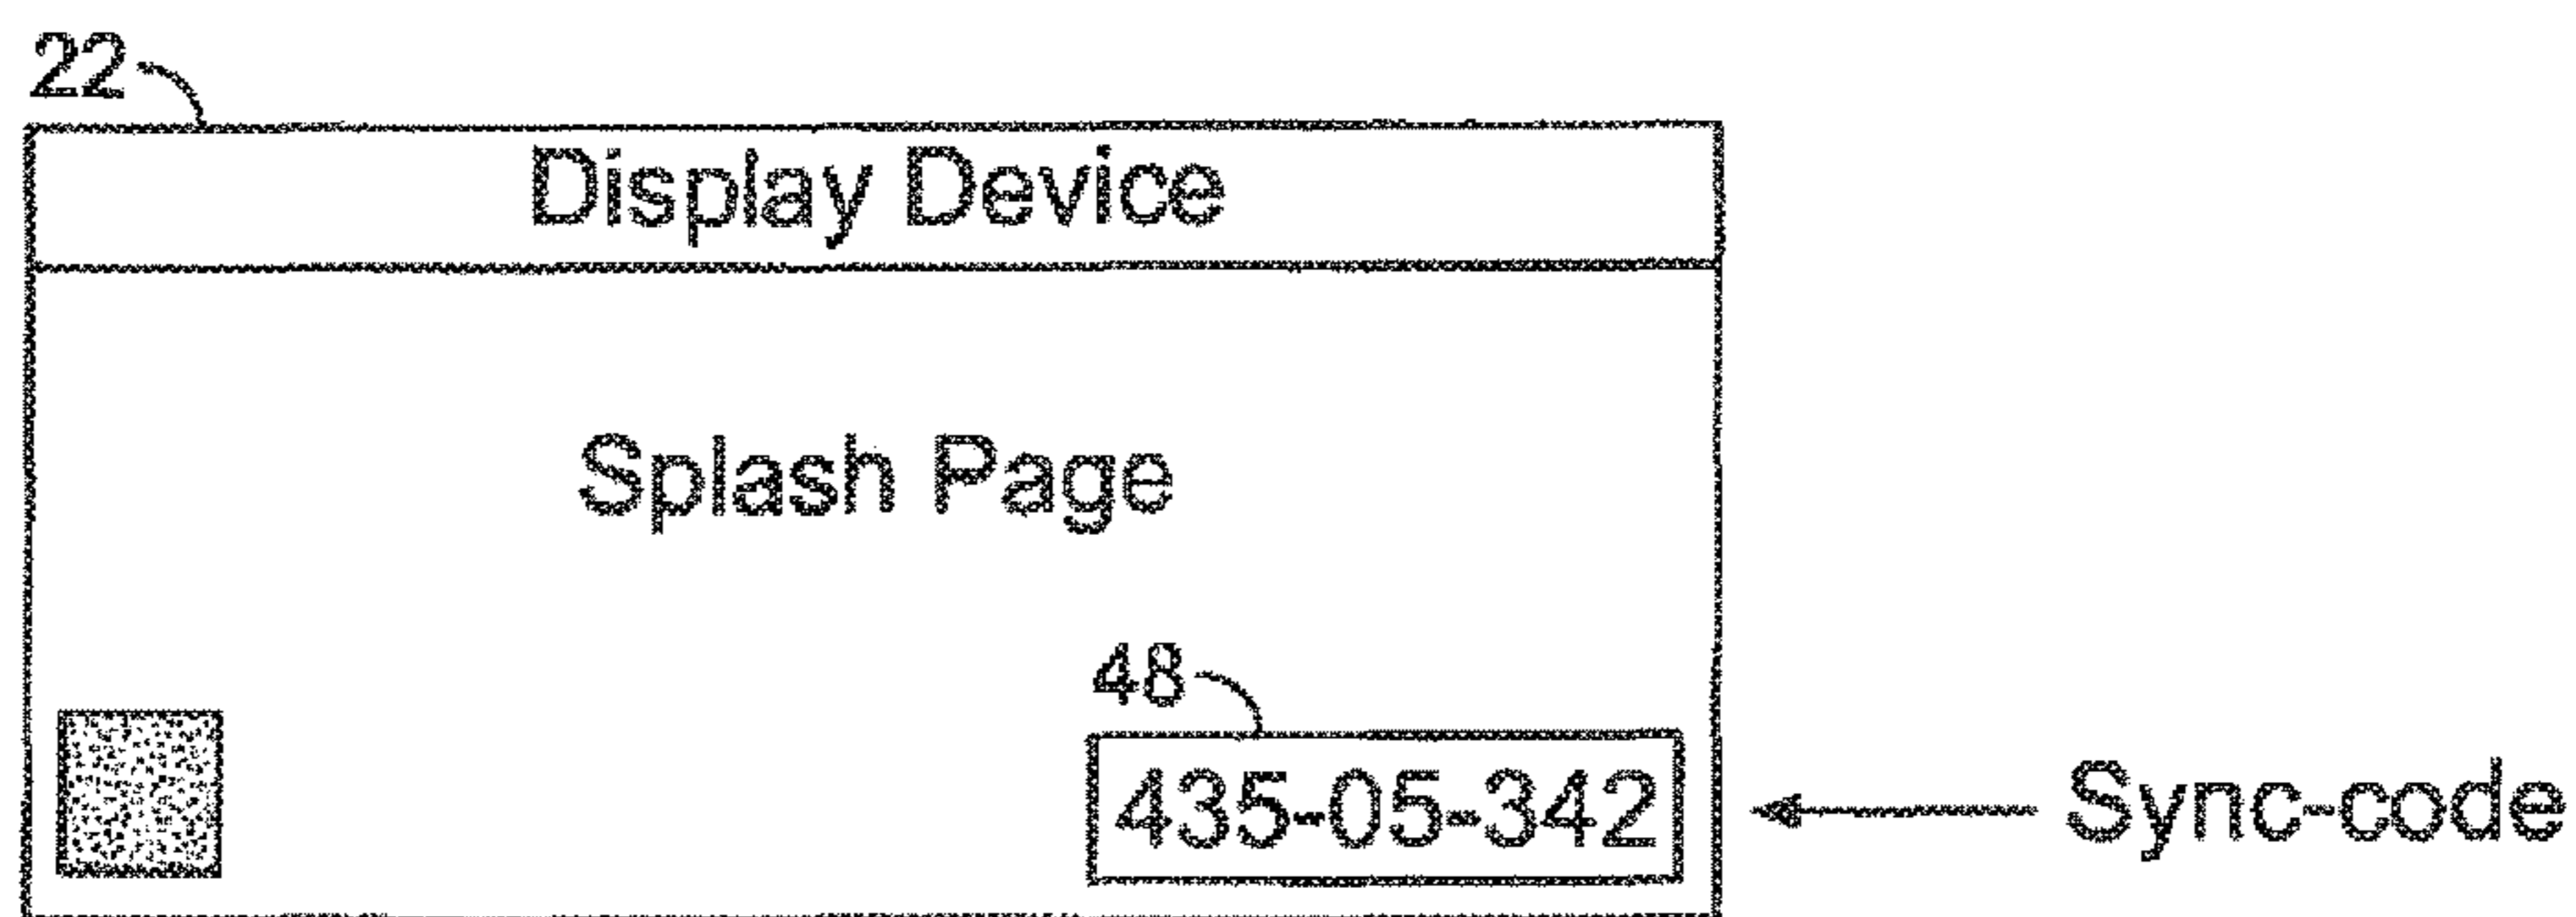 22
Display Device
Splash Page
48
435-05-342
Sync-code